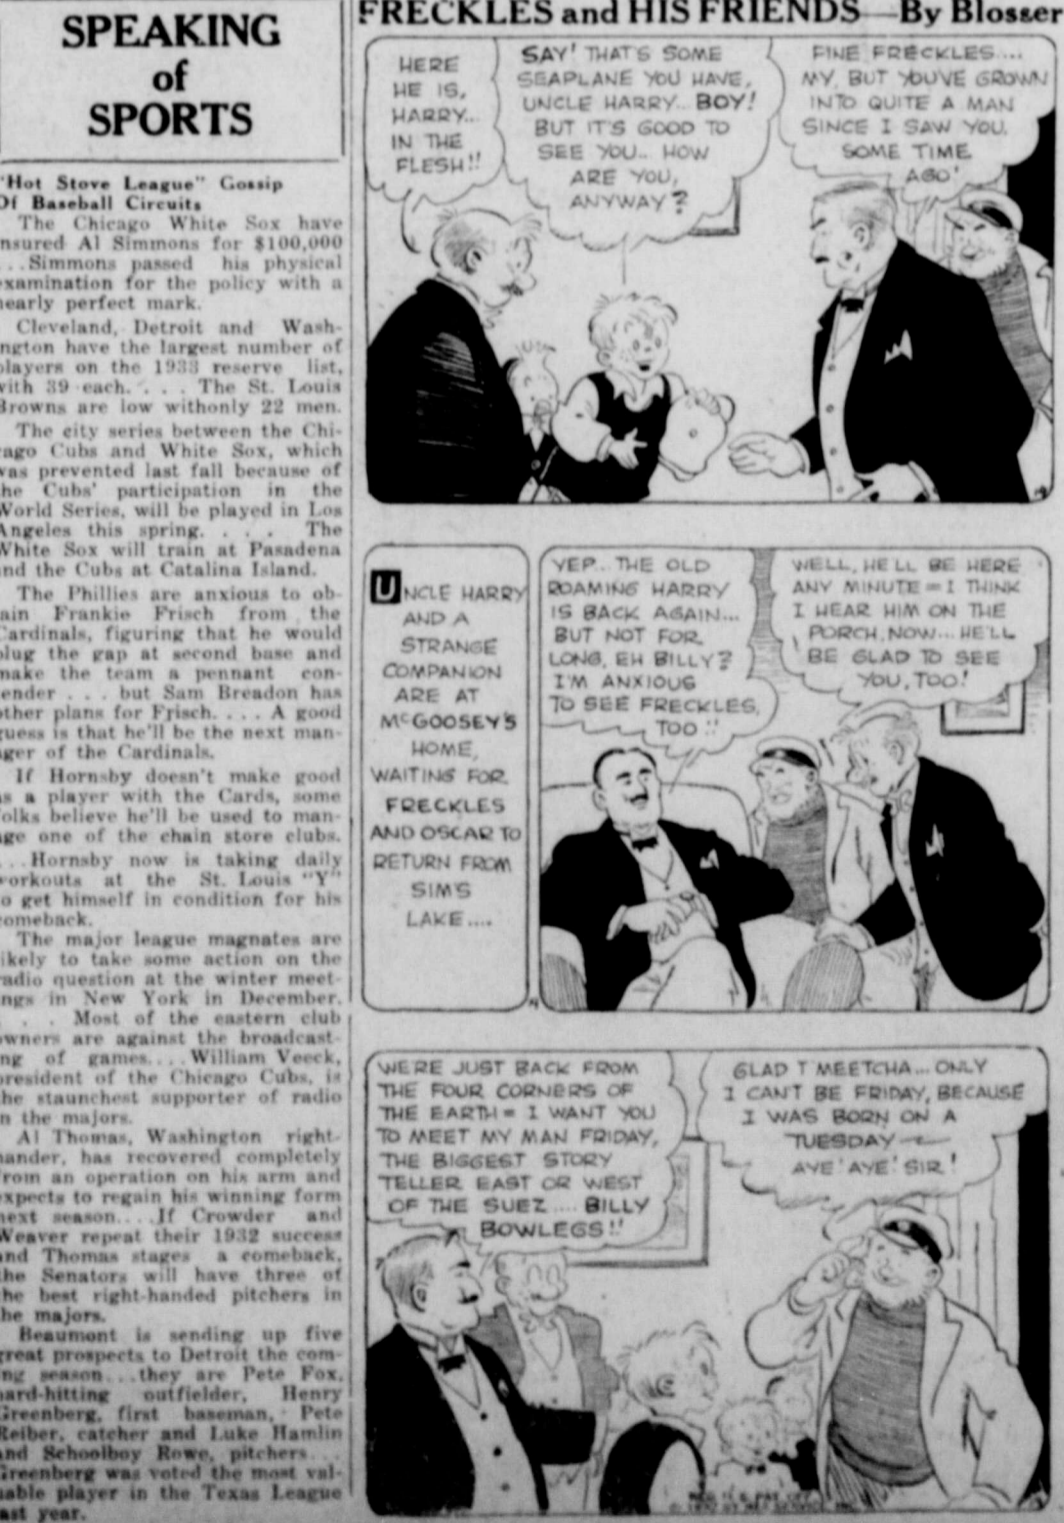 SPEAKING
of
SPORTS
"Hot Stove League" Gossip
Of Baseball Circuits
The Chicago White Sox have
nsured Al Simmons for $100,000
...Simmons passed his physical
examination for the policy with a
nearly perfect mark.
Cleveland, Detroit and Wash-
ngton have the largest number of
players on the 1933 reserve list,
with 39 each. . . . The St. Louis
Browns are low withonly 22 men.
The city series between the Chi-
cago Cubs and White Sox, which
was prevented last fall because of
the Cubs' participation in the
World Series, will be played in Los
Angeles this spring. . . . The
White Sox will train at Pasadena
and the Cubs at Catalina Island.
The Phillies are anxious to ob-
tain Frankie Frisch from the
Cardinals, figuring that he would
plug the gap at second base and
make the team a pennant con-
tender . . . but Sam Breadon has
other plans for Frisch. . . . A good
guess is that he'll be the next man-
ager of the Cardinals.
If Hornsby doesn't make good
as a player with the Cards, some
folks believe he'll be used to man-
age one of the chain store clubs.
...Hornsby now is taking daily
workouts at the St. Louis "Y"
to get himself in condition for his
comeback.
The major league magnates are
likely to take some action on the
radio question at the winter meet-
ings in New York in December.
. . . Most of the eastern club
owners are against the broadcast-
ing of games....William Veeck,
president of the Chicago Cubs, is
the staunchest supporter of radio
in the majors.
Al Thomas, Washington right-
hander, has recovered completely
from an operation on his arm and
expects to regain his winning form
next season....If Crowder and
Weaver repeat their 1932 success
and Thomas stages a comeback,
the Senators will have three of
the best right-handed pitchers in
the majors.
Beaumont is sending up five
great prospects to Detroit the com-
ing season...they are Pete Fox,
hard-hitting outfielder, Henry
Greenberg, first baseman, Pete
Reiber, catcher and Luke Hamlin
and Schoolboy Rowe, pitchers...
Greenberg was voted the most val-
uable player in the Texas League
last year.
FRECKLES and HIS FRIENDS—By Blosser
HERE
HE IS,
HARRY...
IN THE
FLESH!!
SAY! THAT'S SOME
SEAPLANE YOU HAVE,
UNCLE HARRY.. BOY!
BUT IT'S GOOD TO
SEE YOU.. HOW
ARE YOU,
ANYWAY?
FINE FRECKLES....
MY, BUT YOU'VE GROWN
INTO QUITE A MAN
SINCE I SAW YOU
SOME TIME
AGO!
UNCLE HARRY
AND A
STRANGE
COMPANION
ARE AT
McGOOSEY'S
HOME,
WAITING FOR
FRECKLES
AND OSCAR TO
RETURN FROM
SIM'S
LAKE....
YEP... THE OLD
ROAMING HARRY
IS BACK AGAIN...
BUT NOT FOR
LONG, EH BILLY?
I'M ANXIOUS
TO SEE FRECKLES,
TOO!!
WELL, HE'LL BE HERE
ANY MINUTE = I THINK
I HEAR HIM ON THE
PORCH, NOW... HE'LL
BE GLAD TO SEE
YOU, TOO!
WE'RE JUST BACK FROM
THE FOUR CORNERS OF
THE EARTH = I WANT YOU
TO MEET MY MAN FRIDAY,
THE BIGGEST STORY
TELLER EAST OR WEST
OF THE SUEZ .... BILLY
BOWLEGS!!
GLAD T'MEETCHA... ONLY
I CAN'T BE FRIDAY, BECAUSE
I WAS BORN ON A
TUESDAY—
AYE! AYE! SIR!
REG. U. S. PAT. OFF.
© 1932 BY NEA SERVICE, INC.